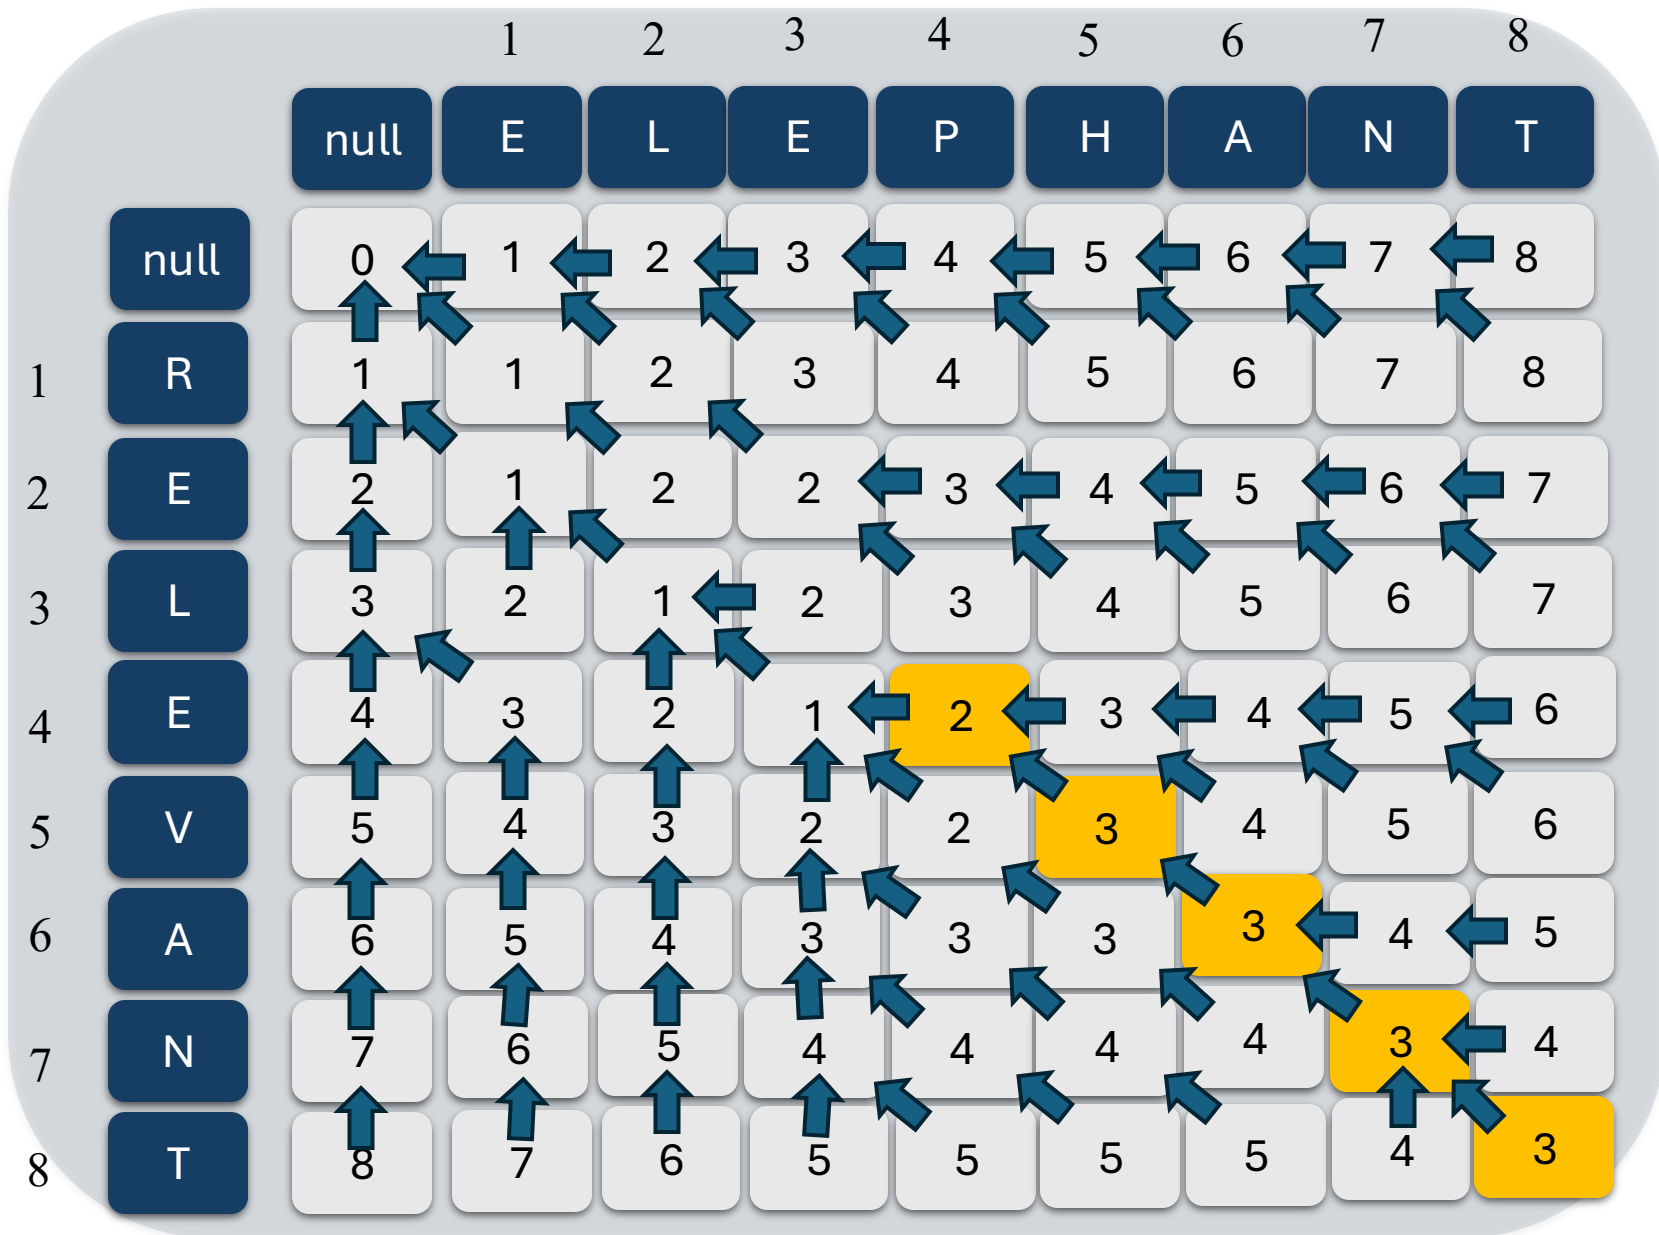 1 2 3 4 5 6 7 8
null E L E P H A N T
null 0 1 2 3 4 5 6 7 8
1 R 1 1 2 3 4 5 6 7 8
2 E 2 1 2 2 3 4 5 6 7
3 L 3 2 1 2 3 4 5 6 7
4 E 4 3 2 1 2 3 4 5 6
5 V 5 4 3 2 2 3 4 5 6
6 A 6 5 4 3 3 3 3 4 5
7 N 7 6 5 4 4 4 4 3 4
8 T 8 7 6 5 5 5 5 4 3